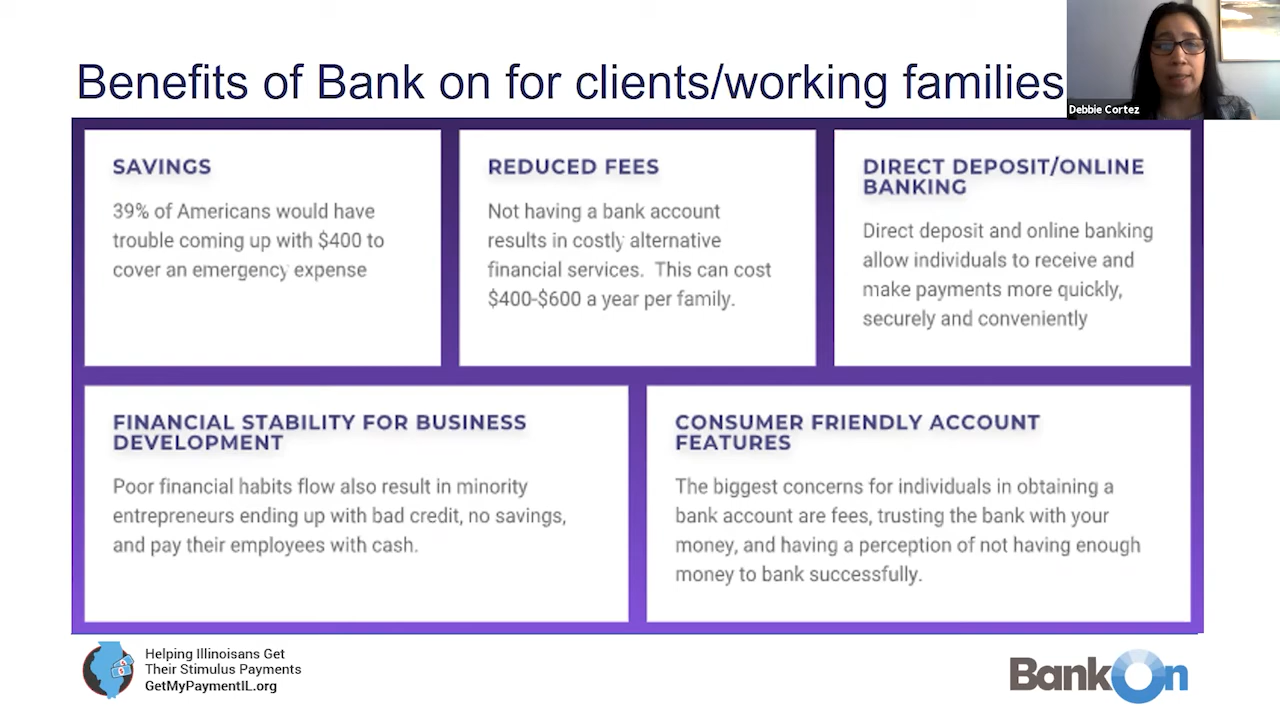 Benefits of Bank on for clients/working families
Debbie Cortez
SAVINGS
39% of Americans would have
trouble coming up with $400 to
cover an emergency expense
REDUCED FEES
Not having a bank account
results in costly alternative
financial services. This can cost
$400-$600 a year per family.
DIRECT DEPOSIT/ONLINE
BANKING
Direct deposit and online banking
allow individuals to receive and
make payments more quickly,
securely and conveniently
FINANCIAL STABILITY FOR BUSINESS
DEVELOPMENT
Poor financial habits flow also result in minority
entrepreneurs ending up with bad credit, no savings,
and pay their employees with cash.
CONSUMER FRIENDLY ACCOUNT
FEATURES
The biggest concerns for individuals in obtaining a
bank account are fees, trusting the bank with your
money, and having a perception of not having enough
money to bank successfully.
Helping Illinoisans Get
Their Stimulus Payments
GetMyPaymentIL.org
BankOn